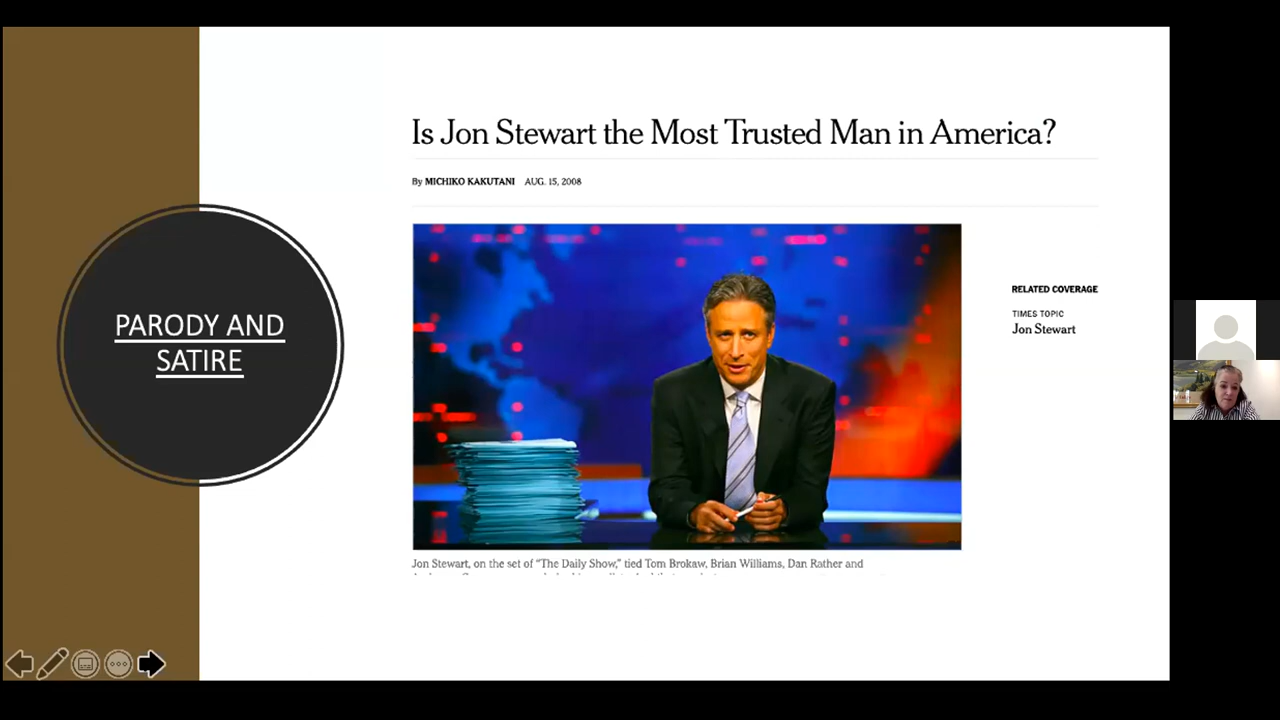 PARODY AND
SATIRE
Is Jon Stewart the Most Trusted Man in America?
By MICHIKO KAKUTANI AUG. 15, 2008
RELATED COVERAGE
TIMES TOPIC
Jon Stewart
Jon Stewart, on the set of “The Daily Show,” tied Tom Brokaw, Brian Williams, Dan Rather and